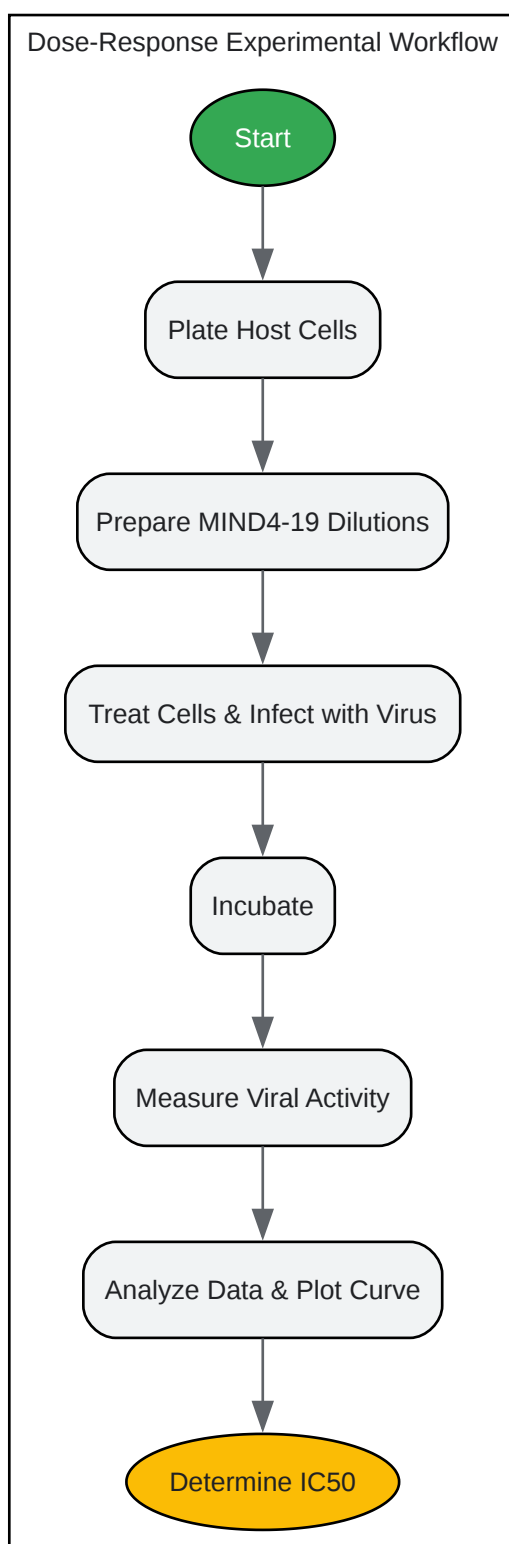 Dose-Response Experimental Workflow
Start
Plate Host Cells
Prepare MIND4-19 Dilutions
Treat Cells & Infect with Virus
Incubate
Measure Viral Activity
Analyze Data & Plot Curve
Determine IC50